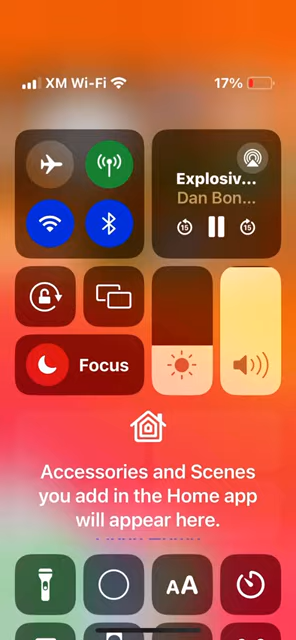 XM Wi-Fi 17%
Explosiv...
Dan Bon...
15 15
Focus
Accessories and Scenes
you add in the Home app
will appear here.
AA